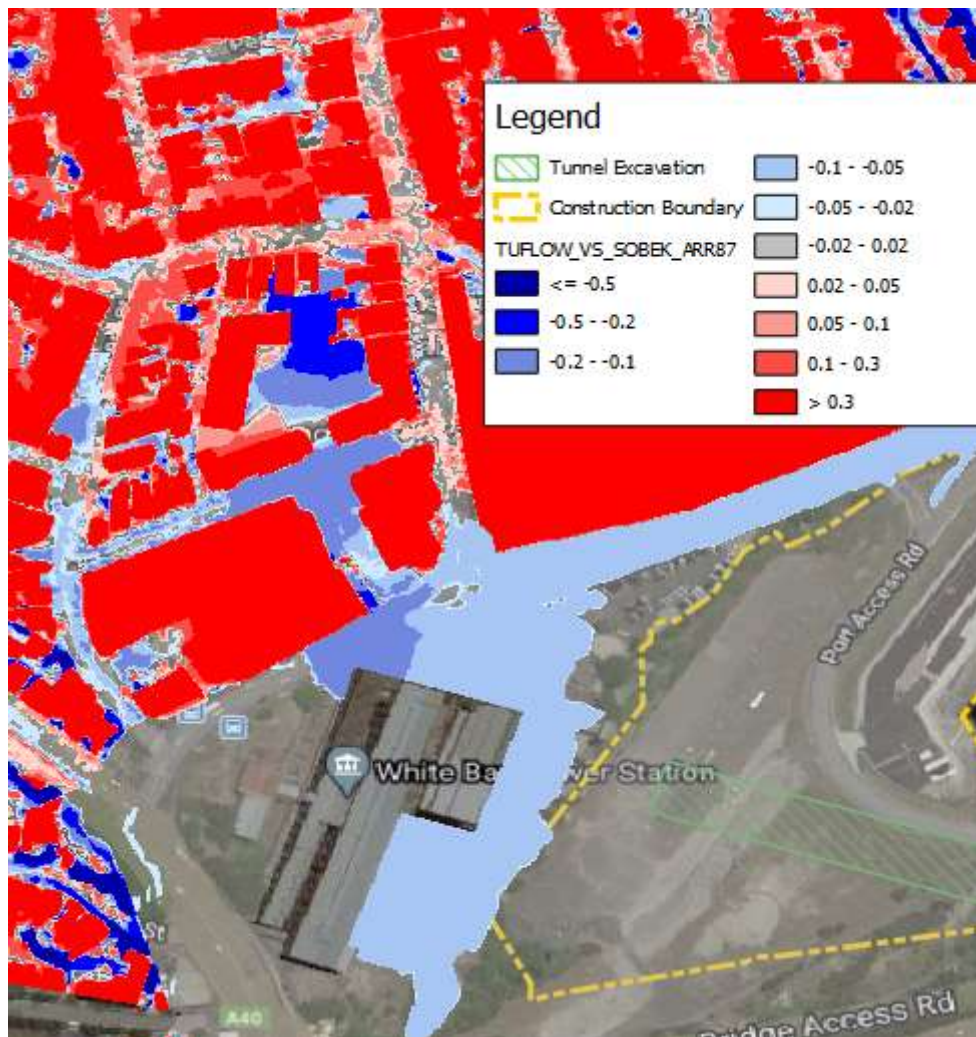 Legend
Tunnel Excavation
Construction Boundary
TUFLOW_VS_SOBEK_ARR87
<= -0.5
-0.5 - -0.2
-0.2 - -0.1
-0.1 - -0.05
-0.05 - -0.02
-0.02 - 0.02
0.02 - 0.05
0.05 - 0.1
0.1 - 0.3
> 0.3
Port Access Rd
White Ba wer Station
St
A40
Bridge Access Rd